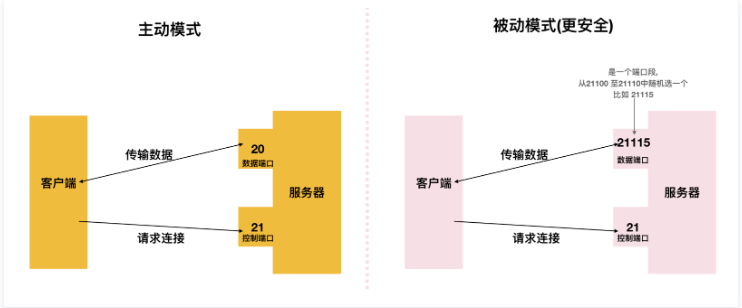 主动模式
传输数据
20
数据端口
客户端
服务器
21
控制端口
请求连接
被动模式(更安全)
是一个端口段,
从21100 至21110中随机选一个
比如 21115
传输数据
21115
数据端口
客户端
服务器
21
控制端口
请求连接